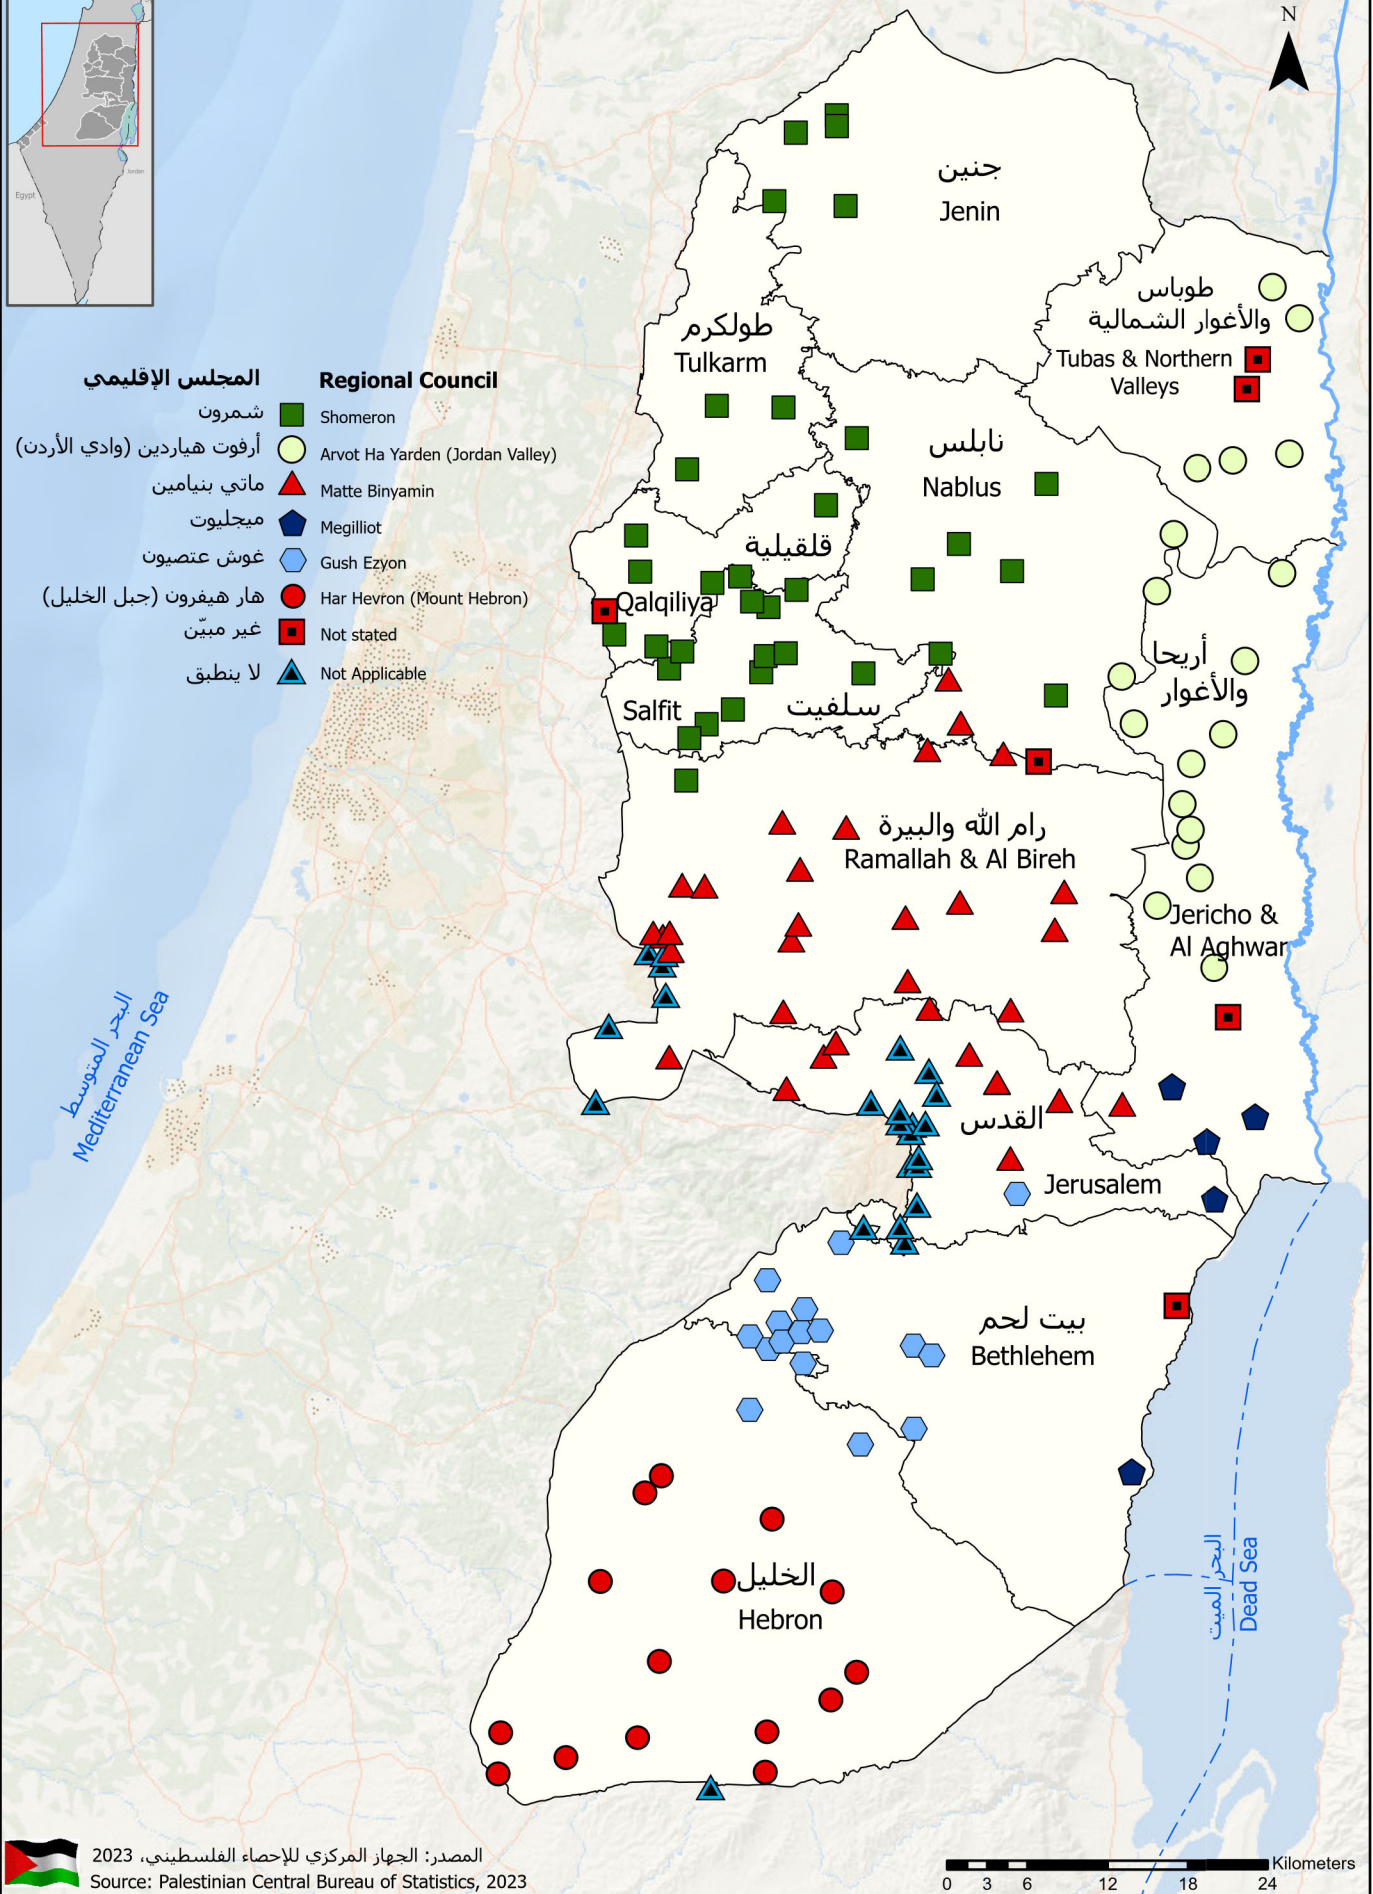 N
Egypt
Jordan
جنين
Jenin
طوباس
والأغوار الشمالية
Tubas & Northern
Valleys
طولكرم
Tulkarm
المجلس الإقليمي
Regional Council
شمرون
Shomeron
أرفوت هياردين (وادي الأردن)
Arvot Ha Yarden (Jordan Valley)
ماتي بنيامين
Matte Binyamin
ميجليوت
Megilliot
غوش عتصيون
Gush Ezyon
هار هيفرون (جبل الخليل)
Har Hevron (Mount Hebron)
غير مبيّن
Not stated
لا ينطبق
Not Applicable
نابلس
Nablus
قلقيلية
Qalqiliya
أريحا
والأغوار
Salfit
سلفيت
رام الله والبيرة
Ramallah & Al Bireh
Jericho &
Al Aghwar
البحر المتوسط
Mediterranean Sea
القدس
Jerusalem
بيت لحم
Bethlehem
الخليل
Hebron
البحر الميت
Dead Sea
المصدر: الجهاز المركزي للإحصاء الفلسطيني، 2023
Source: Palestinian Central Bureau of Statistics, 2023
Kilometers
0 3 6 12 18 24